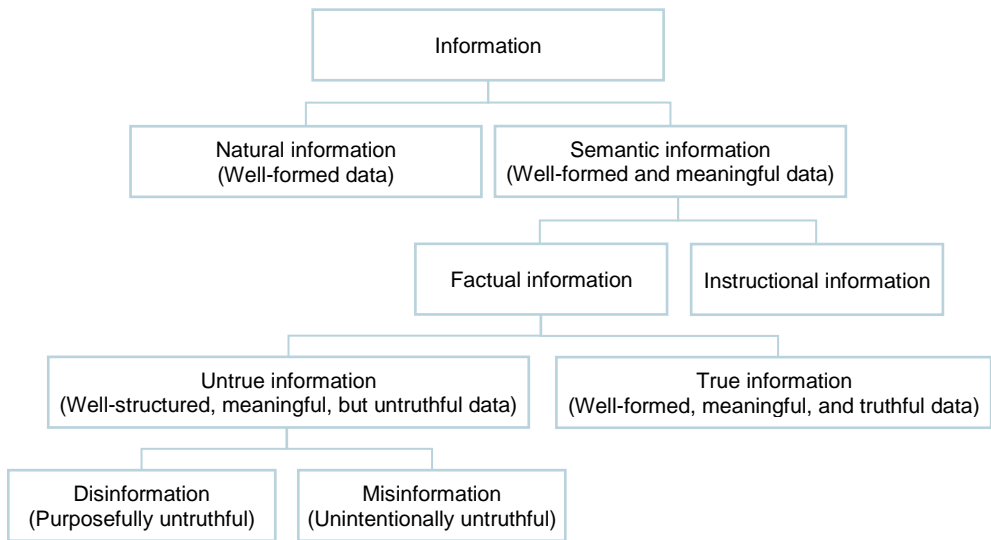 Information
Natural information
(Well-formed data)
Semantic information
(Well-formed and meaningful data)
Factual information
Instructional information
Untrue information
(Well-structured, meaningful, but untruthful data)
True information
(Well-formed, meaningful, and truthful data)
Disinformation
(Purposefully untruthful)
Misinformation
(Unintentionally untruthful)